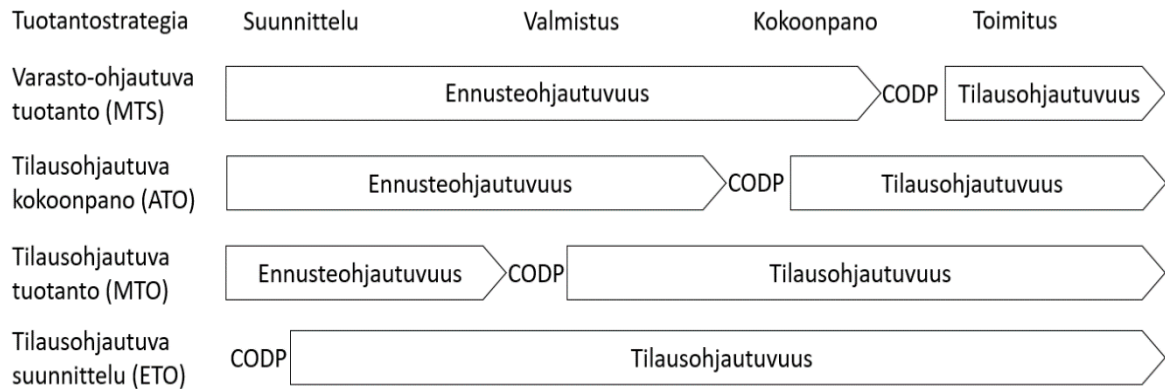 Tuotantostrategia Suunnittelu Valmistus Kokoonpano Toimitus
Varasto-ohjautuva
tuotanto (MTS)
Ennusteohjautuvuus CODP Tilausohjautuvuus
Tilausohjautuva
kokoonpano (ATO)
Ennusteohjautuvuus CODP Tilausohjautuvuus
Tilausohjautuva
tuotanto (MTO)
Ennusteohjautuvuus CODP Tilausohjautuvuus
Tilausohjautuva
suunnittelu (ETO)
CODP Tilausohjautuvuus